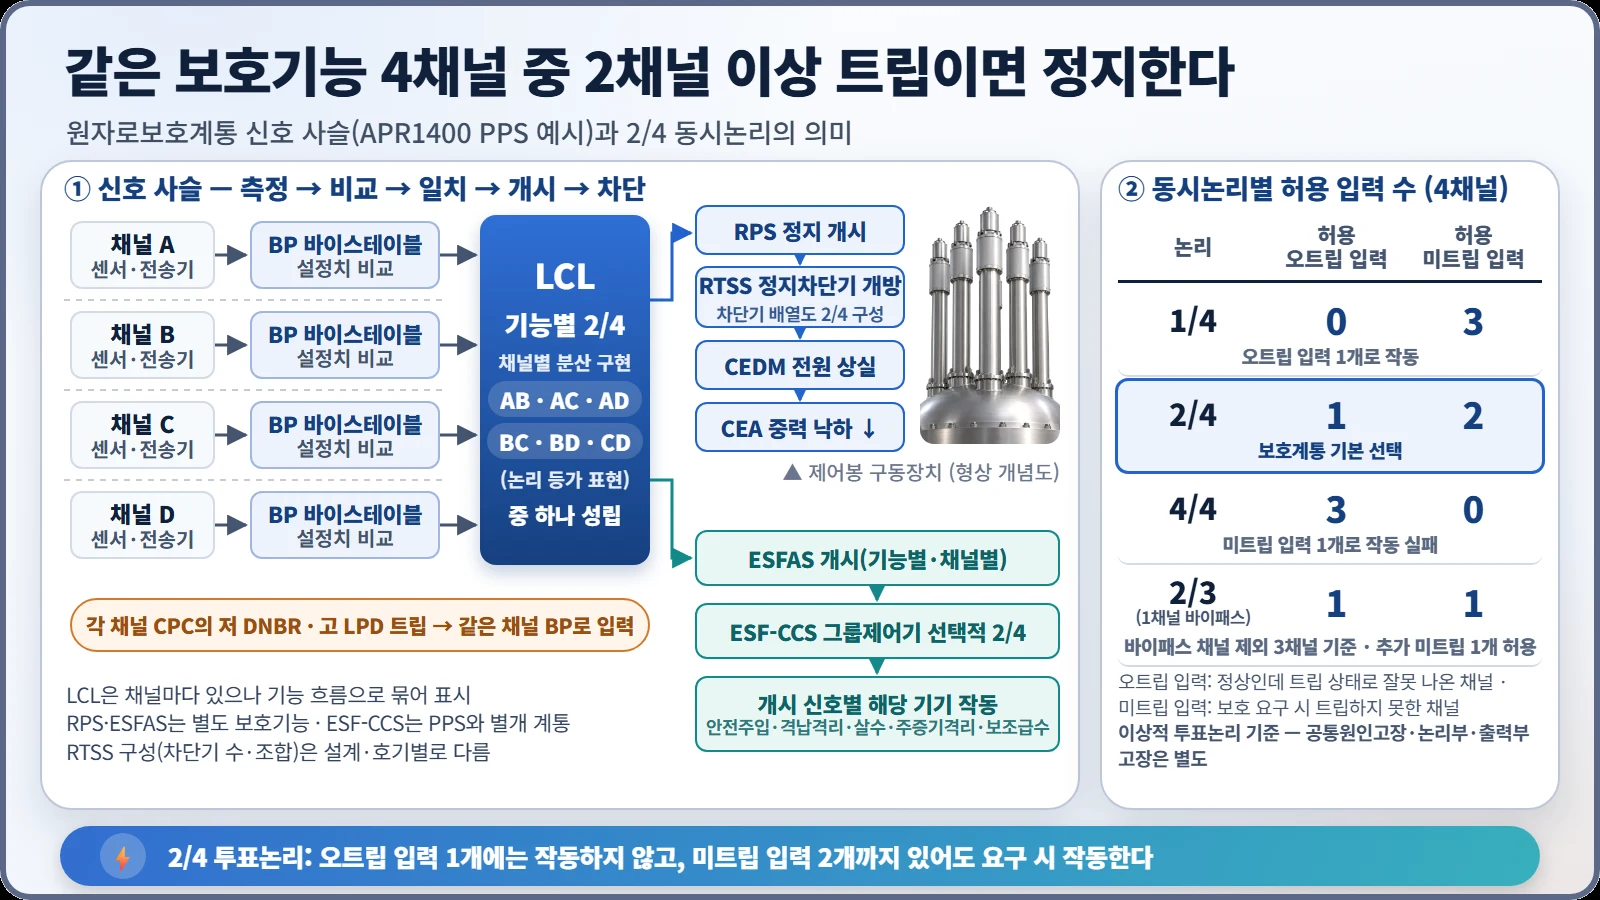 같은 보호기능 4채널 중 2채널 이상 트립이면 정지한다
원자로보호계통 신호 사슬(APR1400 PPS 예시)과 2/4 동시논리의 의미
① 신호 사슬 — 측정 → 비교 → 일치 → 개시 → 차단
채널 A
센서·전송기
BP 바이스테이블
설정치 비교
채널 B
센서·전송기
BP 바이스테이블
설정치 비교
채널 C
센서·전송기
BP 바이스테이블
설정치 비교
채널 D
센서·전송기
BP 바이스테이블
설정치 비교
LCL
기능별 2/4
채널별 분산 구현
AB · AC · AD
BC · BD · CD
(논리 등가 표현)
중 하나 성립
RPS 정지 개시
RTSS 정지차단기 개방
차단기 배열도 2/4 구성
CEDM 전원 상실
CEA 중력 낙하 ↓
▲ 제어봉 구동장치 (형상 개념도)
ESFAS 개시(기능별·채널별)
ESF-CCS 그룹제어기 선택적 2/4
개시 신호별 해당 기기 작동
안전주입·격납격리·살수·주증기격리·보조급수
각 채널 CPC의 저 DNBR · 고 LPD 트립 → 같은 채널 BP로 입력
LCL은 채널마다 있으나 기능 흐름으로 묶어 표시
RPS·ESFAS는 별도 보호기능 · ESF-CCS는 PPS와 별개 계통
RTSS 구성(차단기 수·조합)은 설계·호기별로 다름
② 동시논리별 허용 입력 수 (4채널)
논리
허용
오트립 입력
허용
미트립 입력
1/4 0 3
오트립 입력 1개로 작동
2/4 1 2
보호계통 기본 선택
4/4 3 0
미트립 입력 1개로 작동 실패
2/3 1 1
(1채널 바이패스)
바이패스 채널 제외 3채널 기준 · 추가 미트립 1개 허용
오트립 입력: 정상인데 트립 상태로 잘못 나온 채널 ·
미트립 입력: 보호 요구 시 트립하지 못한 채널
이상적 투표논리 기준 — 공통원인고장·논리부·출력부
고장은 별도
2/4 투표논리: 오트립 입력 1개에는 작동하지 않고, 미트립 입력 2개까지 있어도 요구 시 작동한다